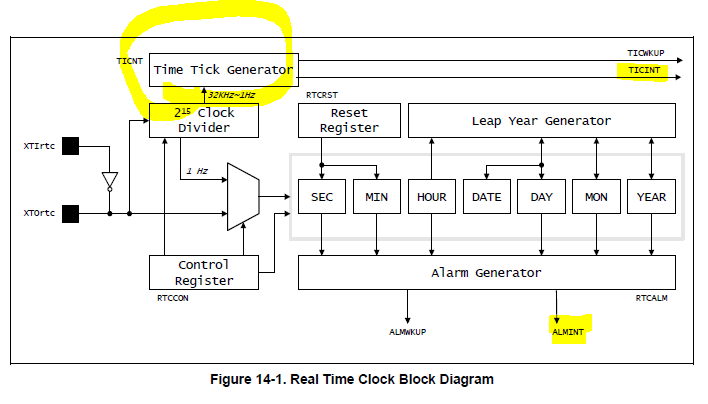 TICWKUP
TICNT
Time Tick Generator
TICINT
32KHz~1Hz
RTCRST
2¹⁵ Clock
Divider
Reset
Register
Leap Year Generator
XTIrtc
1 Hz
SEC
MIN
HOUR
DATE
DAY
MON
YEAR
XTOrtc
Control
Register
Alarm Generator
RTCCON
RTCALM
ALMWKUP
ALMINT
Figure 14-1. Real Time Clock Block Diagram